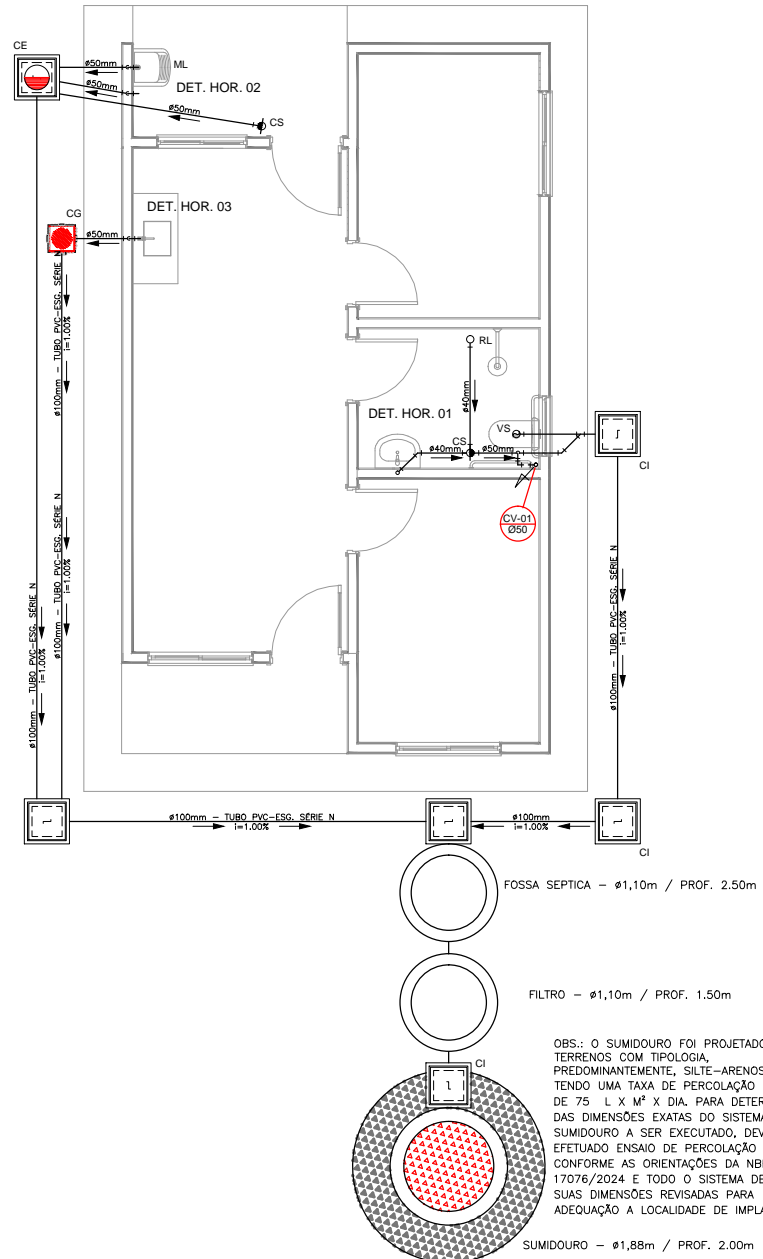 CE
ø50mm
ML
DET. HOR. 02
ø50mm
ø50mm
CS
DET. HOR. 03
CG
ø50mm
ø100mm – TUBO PVC–ESG. SÉRIE N
i=1.00%
RL
ø40mm
DET. HOR. 01
VS
CS
ø40mm
ø50mm
CI
CV-01
Ø50
ø100mm – TUBO PVC–ESG. SÉRIE N
i=1.00%
ø100mm – TUBO PVC–ESG. SÉRIE N
i=1.00%
ø100mm – TUBO PVC–ESG. SÉRIE N
i=1.00%
ø100mm – TUBO PVC–ESG. SÉRIE N
i=1.00%
ø100mm
i=1.00%
CI
FOSSA SEPTICA – ø1,10m / PROF. 2.50m
FILTRO – ø1,10m / PROF. 1.50m
CI
OBS.: O SUMIDOURO FOI PROJETADO
TERRENOS COM TIPOLOGIA,
PREDOMINANTEMENTE, SILTE–ARENOS
TENDO UMA TAXA DE PERCOLAÇÃO
DE 75 L X M² X DIA. PARA DETER
DAS DIMENSÕES EXATAS DO SISTEMA
SUMIDOURO A SER EXECUTADO, DEV
EFETUADO ENSAIO DE PERCOLAÇÃO
CONFORME AS ORIENTAÇÕES DA NB
17076/2024 E TODO O SISTEMA DE
SUAS DIMENSÕES REVISADAS PARA
ADEQUAÇÃO A LOCALIDADE DE IMPLA
SUMIDOURO – ø1,88m / PROF. 2.00m